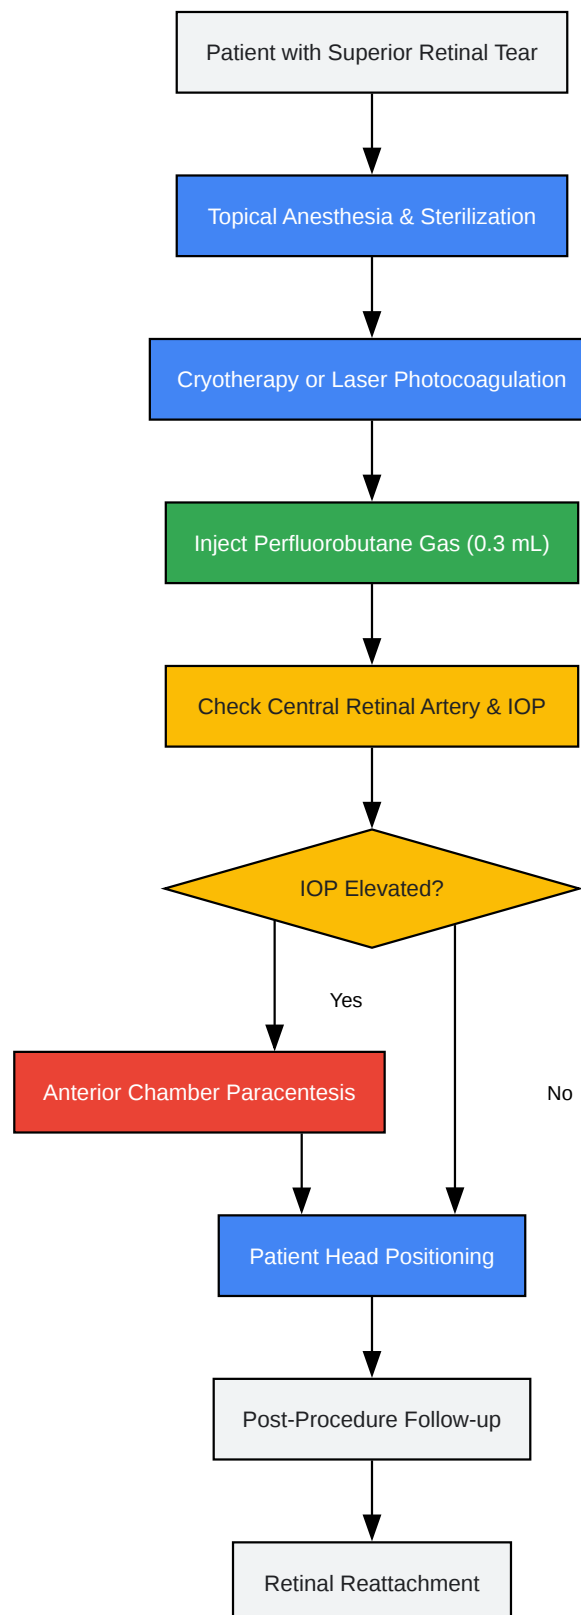 Patient with Superior Retinal Tear
Topical Anesthesia & Sterilization
Cryotherapy or Laser Photocoagulation
Inject Perfluorobutane Gas (0.3 mL)
Check Central Retinal Artery & IOP
IOP Elevated?
Yes
Anterior Chamber Paracentesis
No
Patient Head Positioning
Post-Procedure Follow-up
Retinal Reattachment